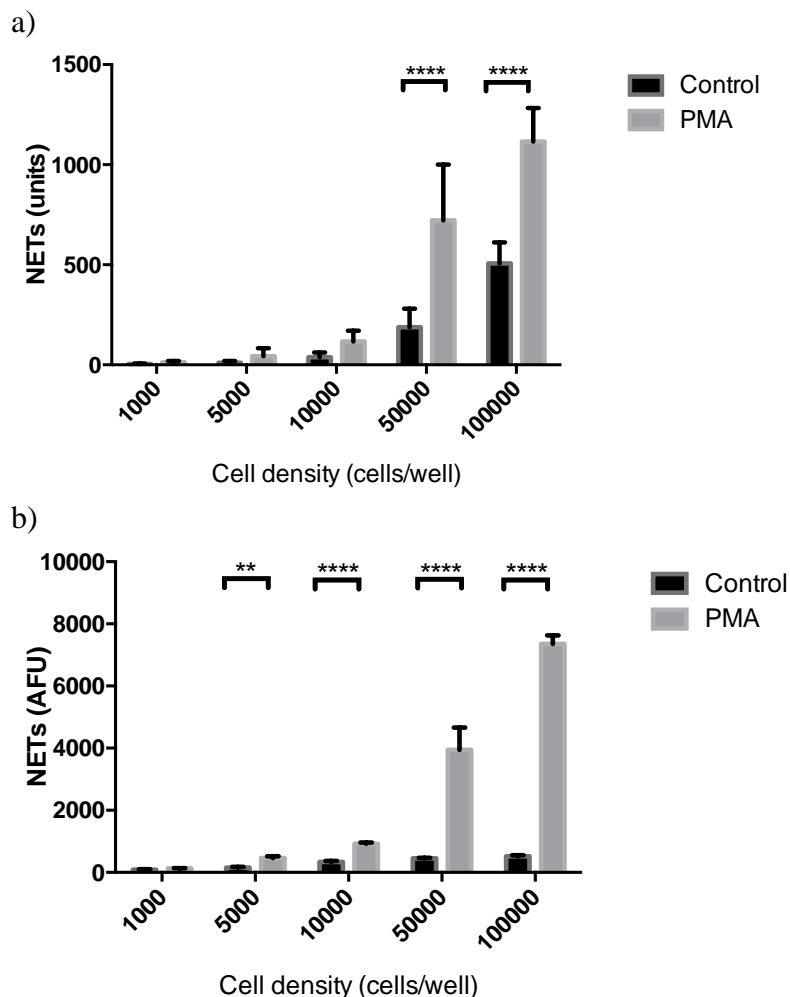 a)
**** ****
Control
PMA
NETs (units)
1500
1000
500
0
1000 5000 10000 50000 100000
Cell density (cells/well)
b)
** **** **** ****
Control
PMA
NETs (AFU)
10000
8000
6000
4000
2000
0
1000 5000 10000 50000 100000
Cell density (cells/well)